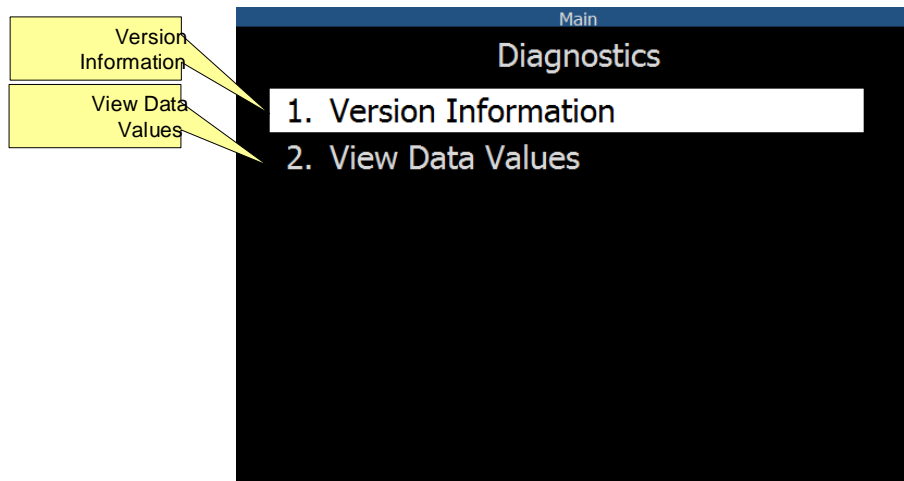 Main
Diagnostics
Version
Information
1. Version Information
View Data
Values
2. View Data Values